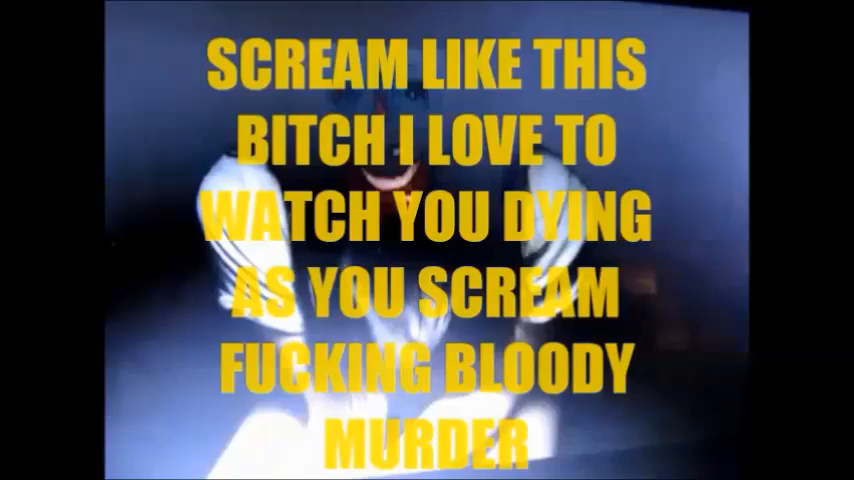 SCREAM LIKE THIS
BITCH I LOVE TO
WATCH YOU DYING
AS YOU SCREAM
FUCKING BLOODY
MURDER